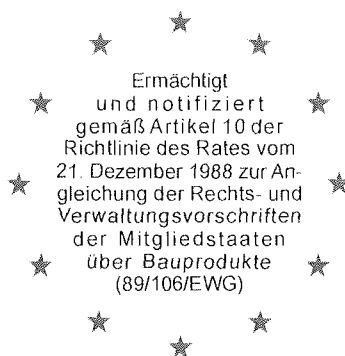 Ermächtigt
und notifiziert
gemäß Artikel 10 der
Richtlinie des Rates vom
21. Dezember 1988 zur An-
gleichung der Rechts- und
Verwaltungsvorschriften
der Mitgliedstaaten
über Bauprodukte
(89/106/EWG)